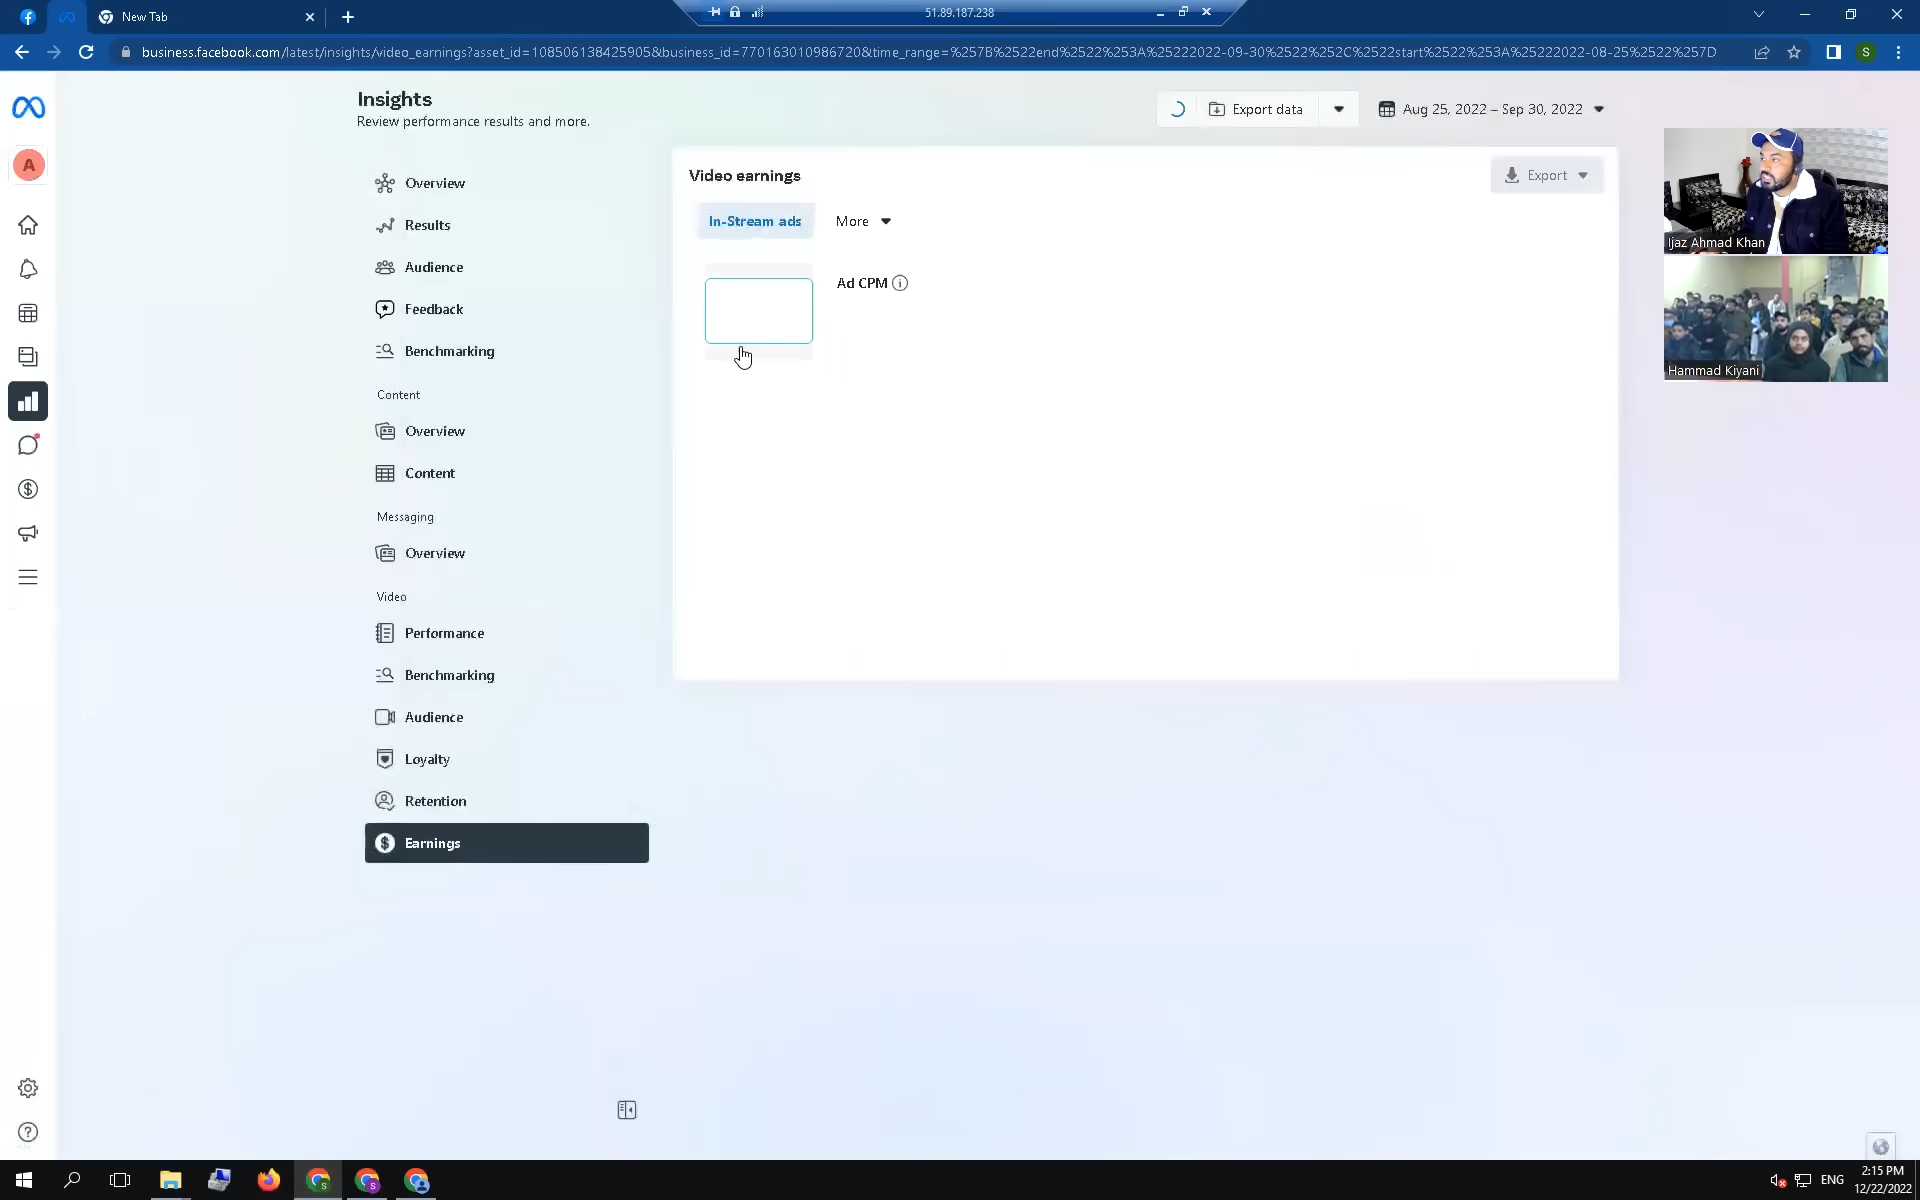 New Tab
51.89.187.238
business.facebook.com/latest/insights/video_earnings?asset_id=108506138425905&business_id=770163010986720&time_range=%257B%2522end%2522%253A%25222022-09-30%2522%252C%2522start%2522%253A%25222022-08-25%2522%257D
S
Insights
Review performance results and more.
Export data
Aug 25, 2022 – Sep 30, 2022
A
Overview
Results
Audience
Feedback
Benchmarking
Content
Overview
Content
Messaging
Overview
Video
Performance
Benchmarking
Audience
Loyalty
Retention
Earnings
Video earnings
Export
In-Stream ads
More
Ad CPM
Ijaz Ahmad Khan
Hammad Kiyani
ENG
2:15 PM
12/22/2022